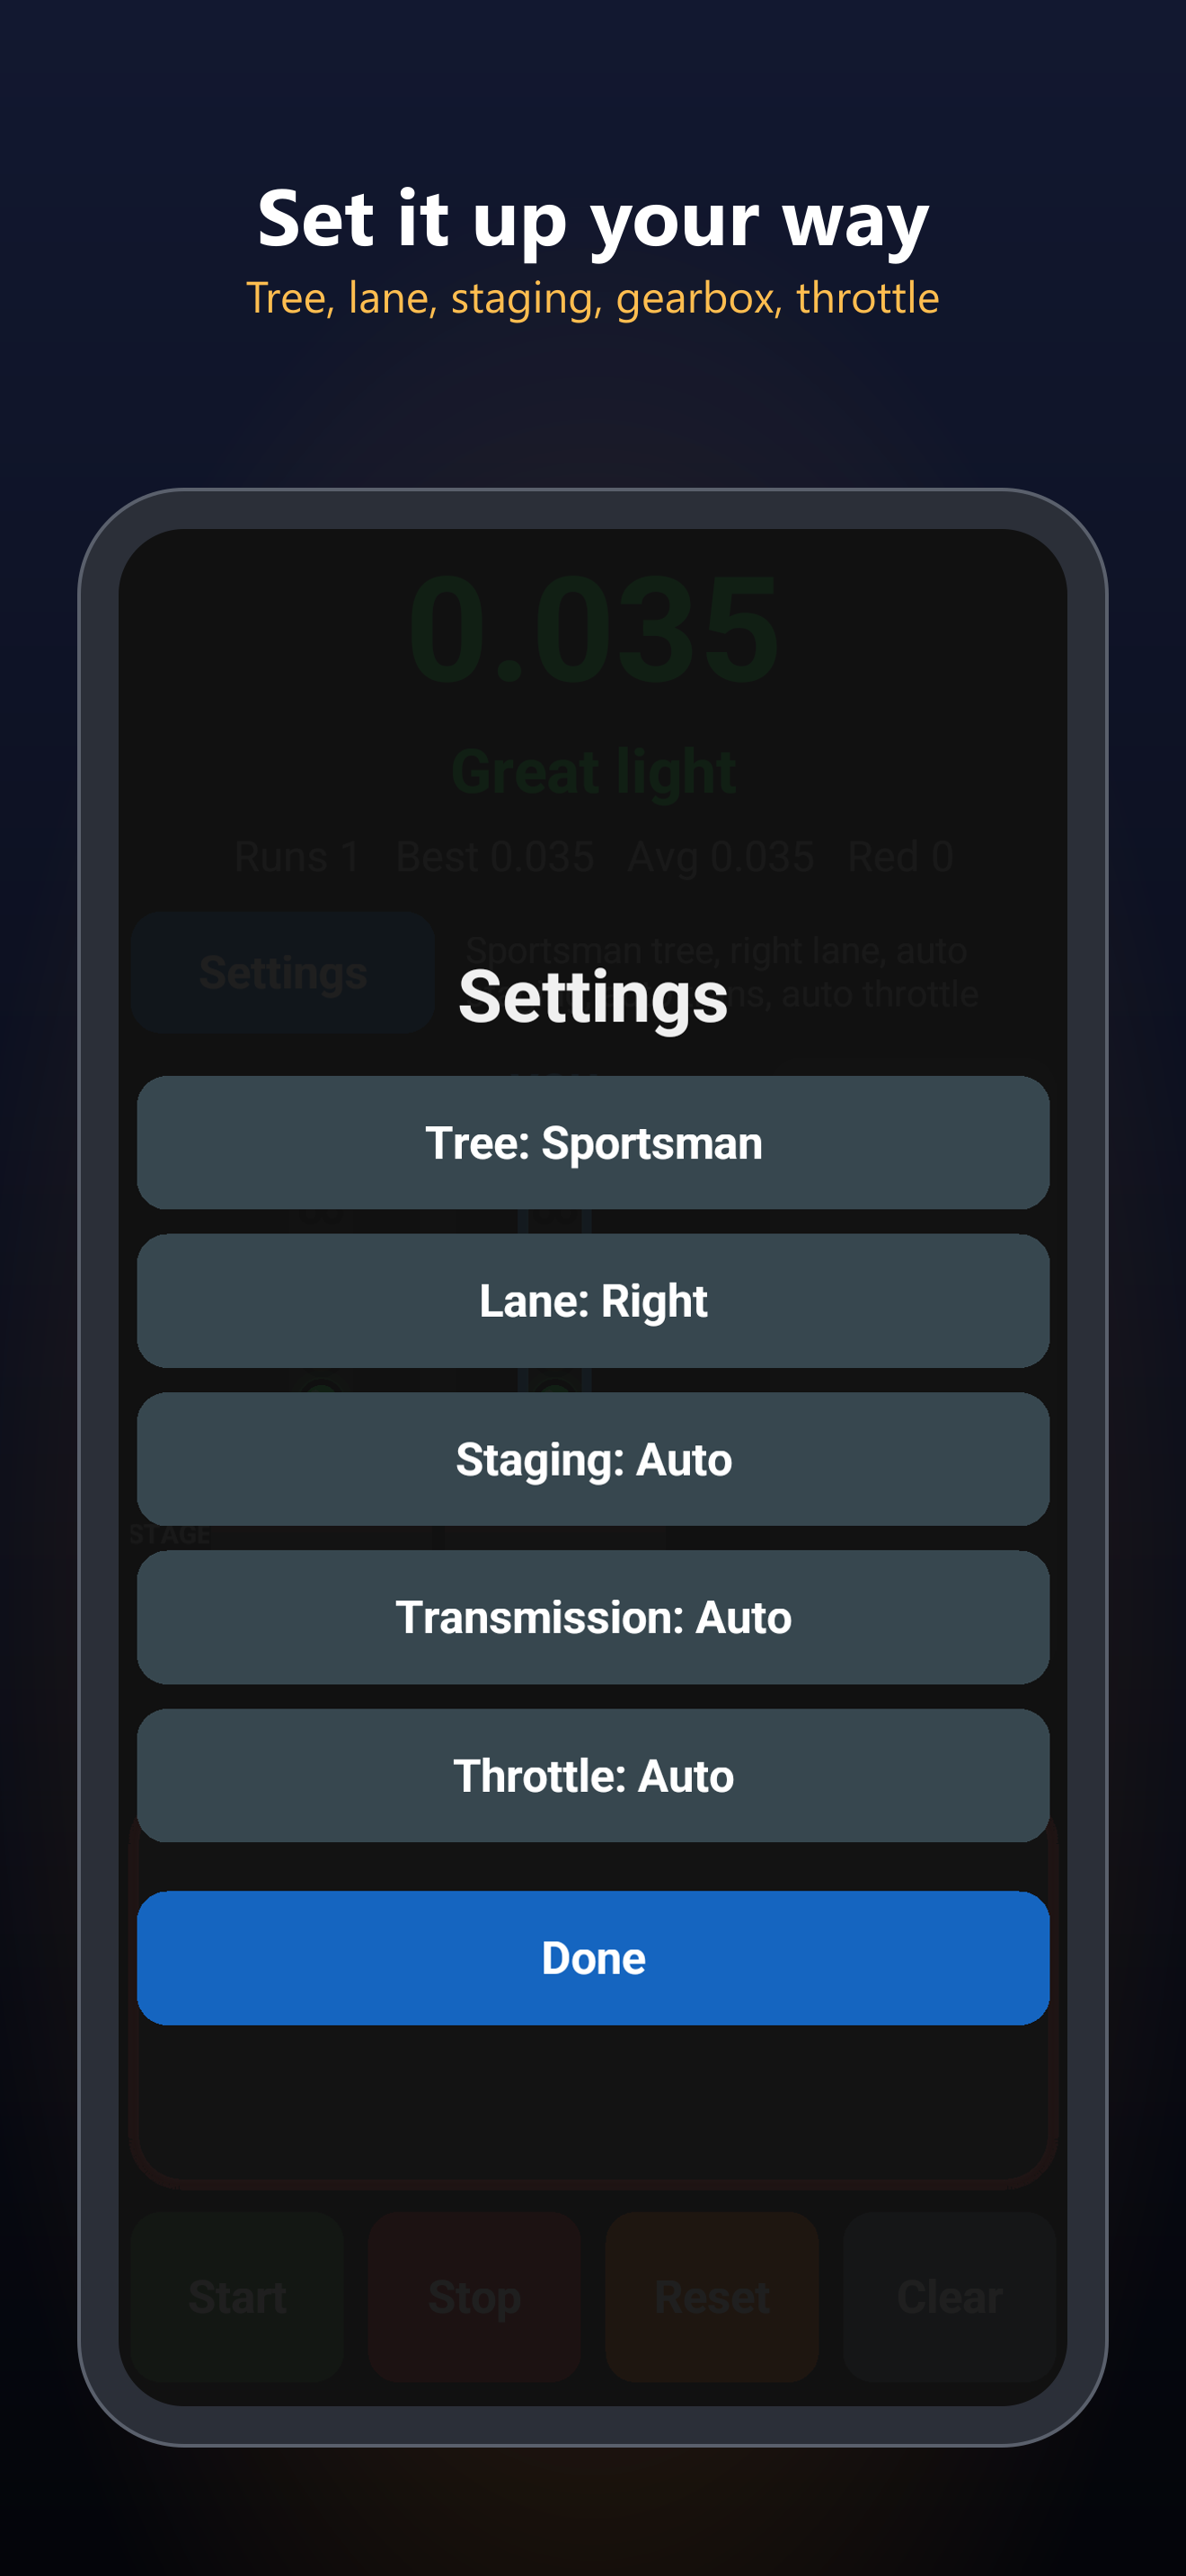 Set it up your way
Tree, lane, staging, gearbox, throttle
0.035
Great light
Runs 1 Best 0.035 Avg 0.035 Red 0
Settings
Sportsman tree, right lane, auto
ns, auto throttle
Settings
Tree: Sportsman
Lane: Right
Staging: Auto
STAGE
Transmission: Auto
Throttle: Auto
Done
Start
Stop
Reset
Clear